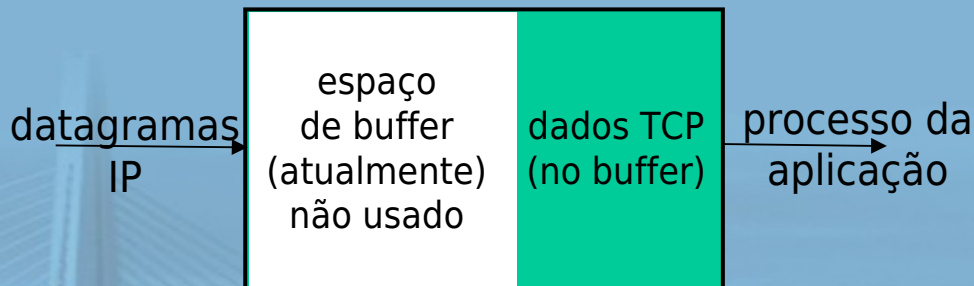 datagramas
IP
espaço
de buffer
(atualmente)
não usado
dados TCP
(no buffer)
processo da
aplicação